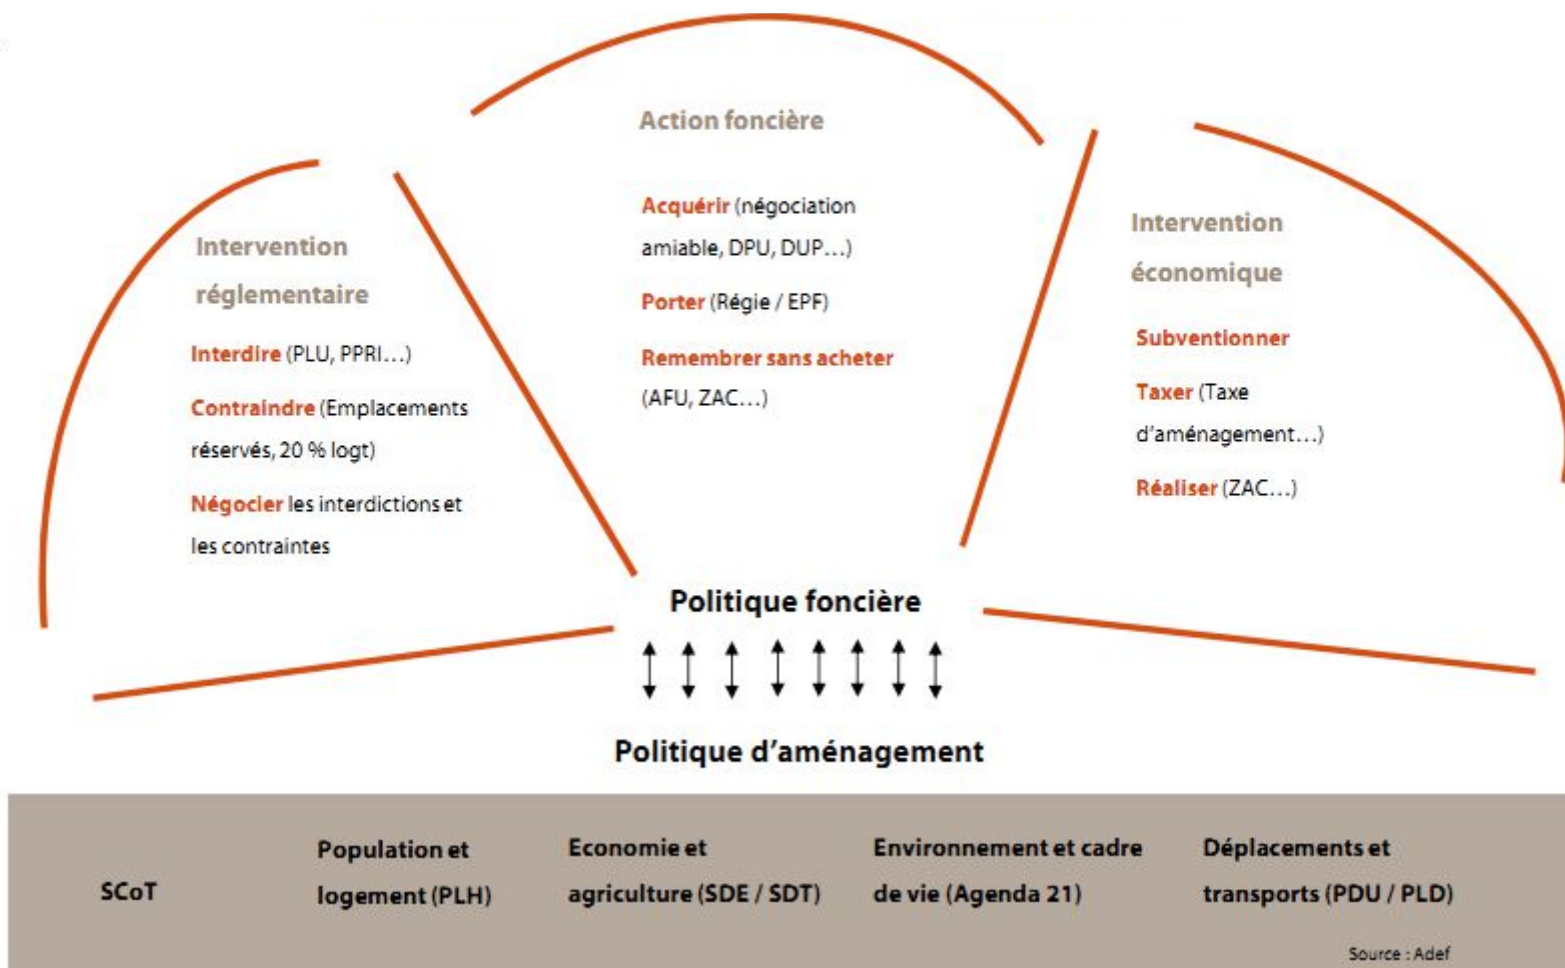 Intervention
réglementaire
Interdire (PLU, PPRI…)
Contraindre (Emplacements
réservés, 20 % logt)
Négocier les interdictions et
les contraintes
Action foncière
Acquérir (négociation
amiable, DPU, DUP…)
Porter (Régie / EPF)
Remembrer sans acheter
(AFU, ZAC…)
Intervention
économique
Subventionner
Taxer (Taxe
d’aménagement…)
Réaliser (ZAC…)
Politique foncière
Politique d’aménagement
SCoT
Population et
logement (PLH)
Economie et
agriculture (SDE / SDT)
Environnement et cadre
de vie (Agenda 21)
Déplacements et
transports (PDU / PLD)
Source : Adef